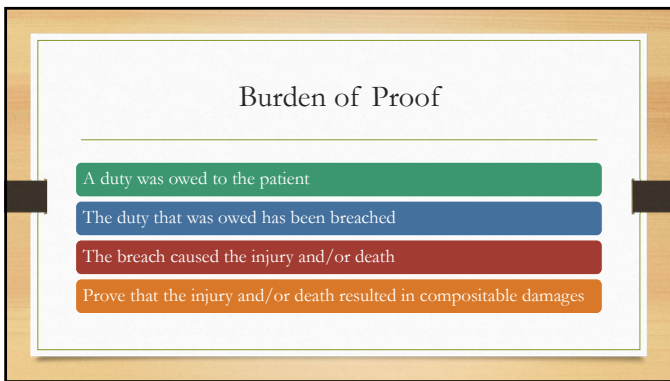 Burden of Proof
A duty was owed to the patient
The duty that was owed has been breached
The breach caused the injury and/or death
Prove that the injury and/or death resulted in compositable damages